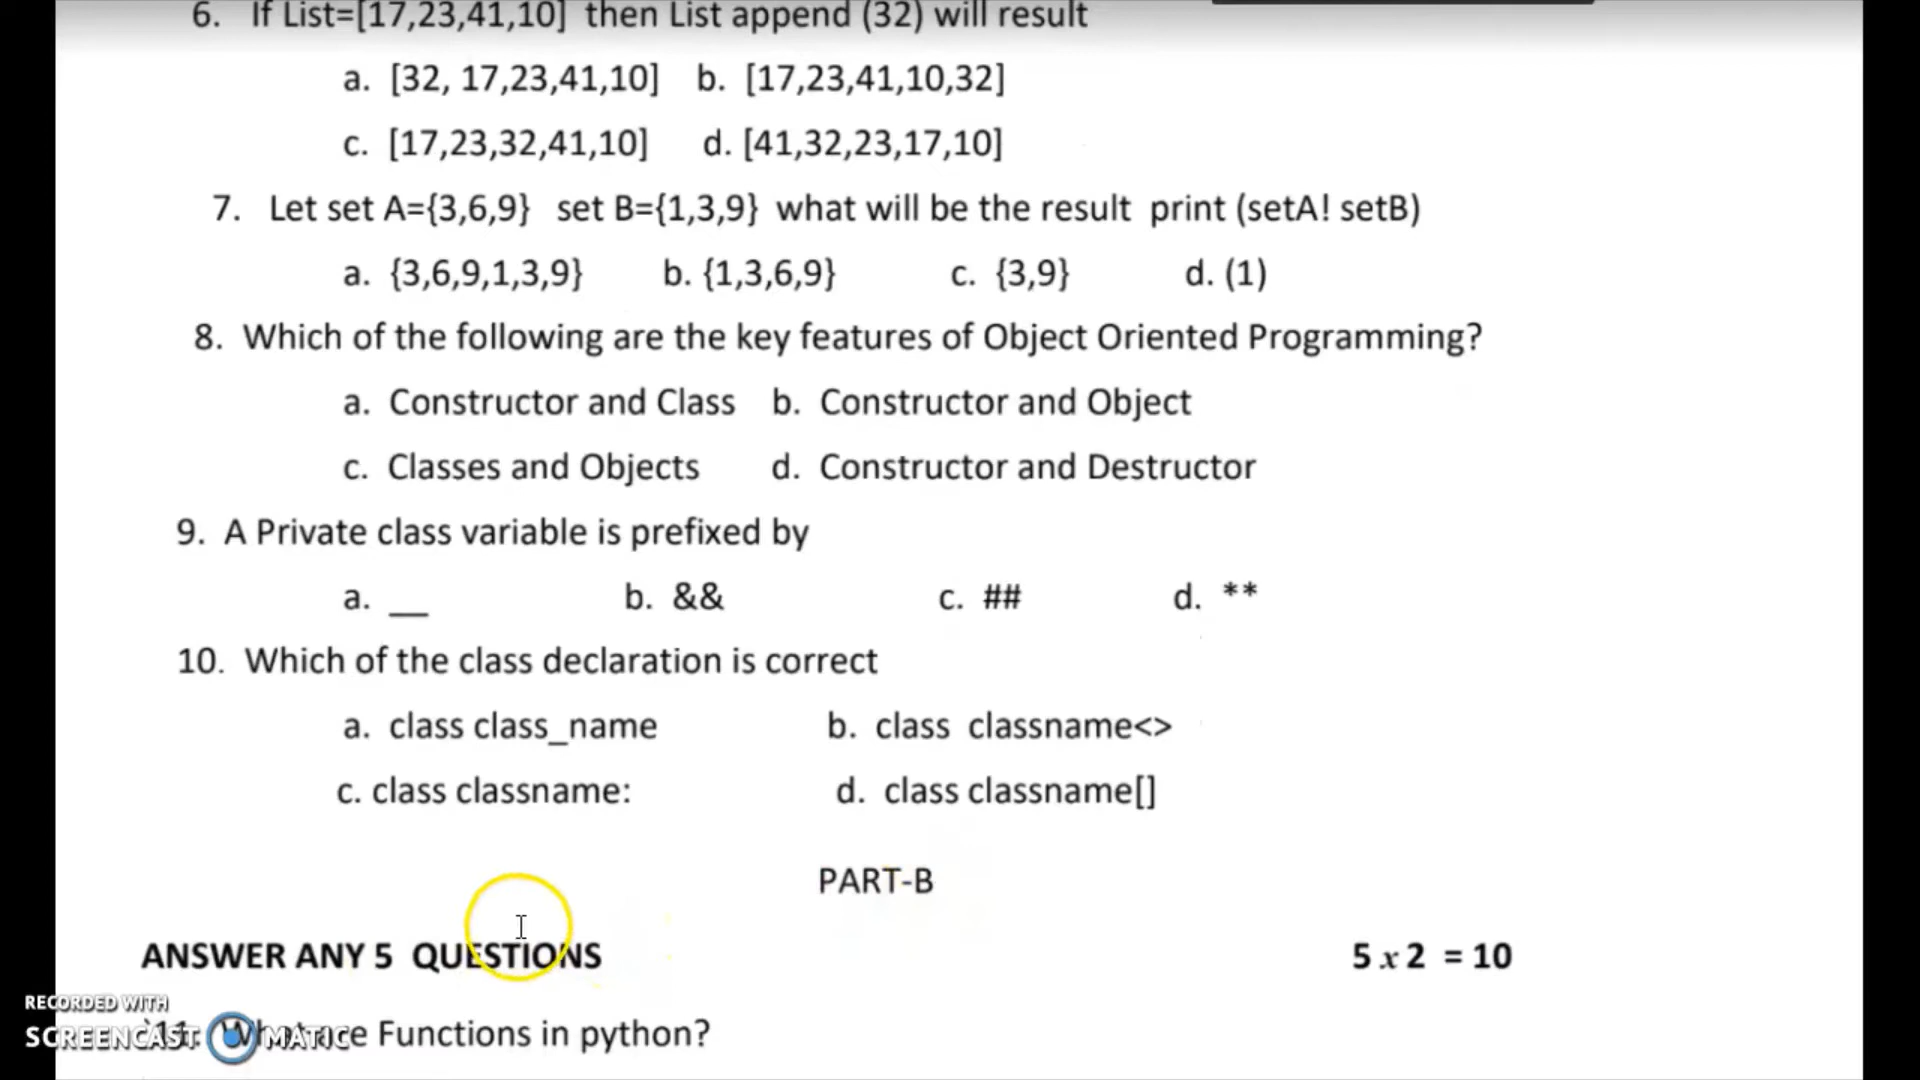 6. If List=[17,23,41,10] then List append (32) will result
a. [32, 17,23,41,10] b. [17,23,41,10,32]
c. [17,23,32,41,10] d. [41,32,23,17,10]
7. Let set A={3,6,9} set B={1,3,9} what will be the result print (setA! setB)
a. {3,6,9,1,3,9} b. {1,3,6,9} c. {3,9} d. (1)
8. Which of the following are the key features of Object Oriented Programming?
a. Constructor and Class b. Constructor and Object
c. Classes and Objects d. Constructor and Destructor
9. A Private class variable is prefixed by
a. __ b. && c. ## d. **
10. Which of the class declaration is correct
a. class class_name b. class classname<>
c. class classname: d. class classname[]
PART-B
ANSWER ANY 5 QUESTIONS 5 x 2 = 10
RECORDED WITH
SCREENCAST MATIC
11. What are Functions in python?